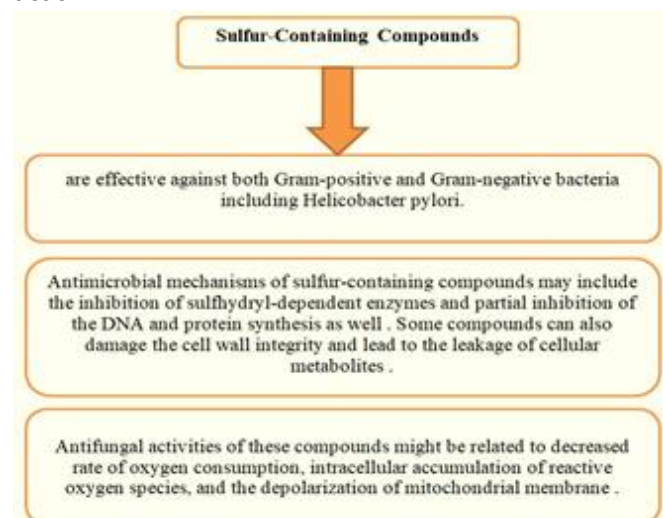 Sulfur-Containing Compounds
are effective against both Gram-positive and Gram-negative bacteria
including Helicobacter pylori.
Antimicrobial mechanisms of sulfur-containing compounds may include
the inhibition of sulfhydryl-dependent enzymes and partial inhibition of
the DNA and protein synthesis as well . Some compounds can also
damage the cell wall integrity and lead to the leakage of cellular
metabolites .
Antifungal activities of these compounds might be related to decreased
rate of oxygen consumption, intracellular accumulation of reactive
oxygen species, and the depolarization of mitochondrial membrane .